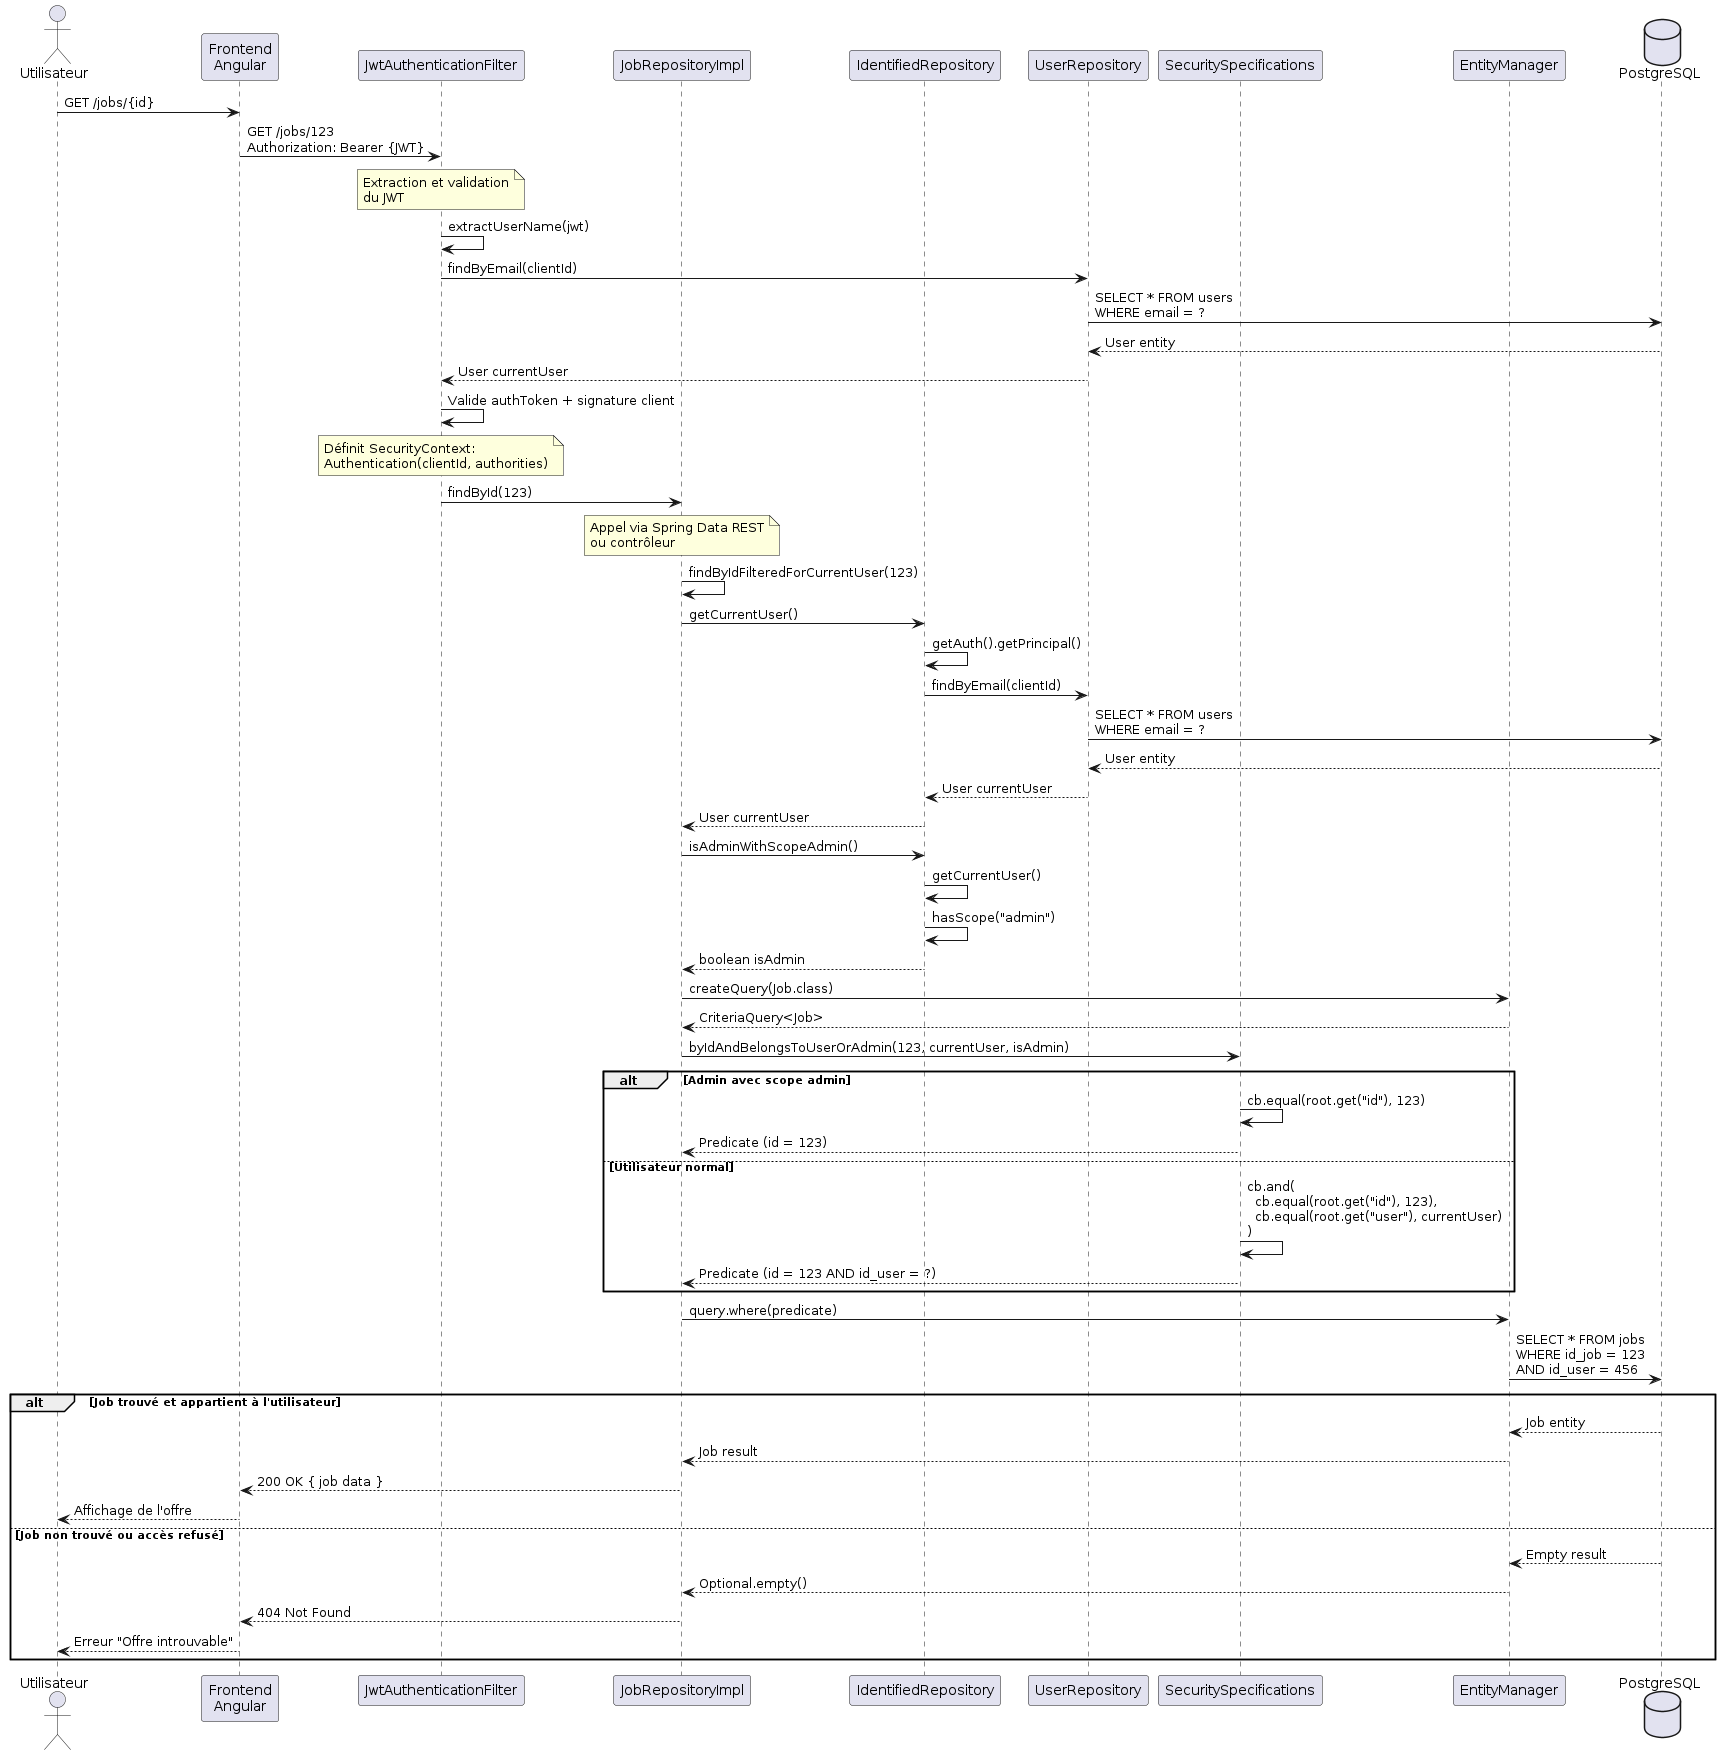 Utilisateur
Frontend
Angular
JwtAuthenticationFilter
JobRepositoryImpl
IdentifiedRepository
UserRepository
SecuritySpecifications
EntityManager
PostgreSQL
GET /jobs/{id}
GET /jobs/123
Authorization: Bearer {JWT}
Extraction et validation
du JWT
extractUserName(jwt)
findByEmail(clientId)
SELECT * FROM users
WHERE email = ?
User entity
User currentUser
Valide authToken + signature client
Définit SecurityContext:
Authentication(clientId, authorities)
findById(123)
Appel via Spring Data REST
ou contrôleur
findByIdFilteredForCurrentUser(123)
getCurrentUser()
getAuth().getPrincipal()
findByEmail(clientId)
SELECT * FROM users
WHERE email = ?
User entity
User currentUser
User currentUser
isAdminWithScopeAdmin()
getCurrentUser()
hasScope("admin")
boolean isAdmin
createQuery(Job.class)
CriteriaQuery<Job>
byIdAndBelongsToUserOrAdmin(123, currentUser, isAdmin)
alt [Admin avec scope admin]
cb.equal(root.get("id"), 123)
Predicate (id = 123)
[Utilisateur normal]
cb.and(
cb.equal(root.get("id"), 123),
cb.equal(root.get("user"), currentUser)
)
Predicate (id = 123 AND id_user = ?)
query.where(predicate)
SELECT * FROM jobs
WHERE id_job = 123
AND id_user = 456
alt [Job trouvé et appartient à l'utilisateur]
Job entity
Job result
200 OK { job data }
Affichage de l'offre
[Job non trouvé ou accès refusé]
Empty result
Optional.empty()
404 Not Found
Erreur "Offre introuvable"
Utilisateur
Frontend
Angular
JwtAuthenticationFilter
JobRepositoryImpl
IdentifiedRepository
UserRepository
SecuritySpecifications
EntityManager
PostgreSQL